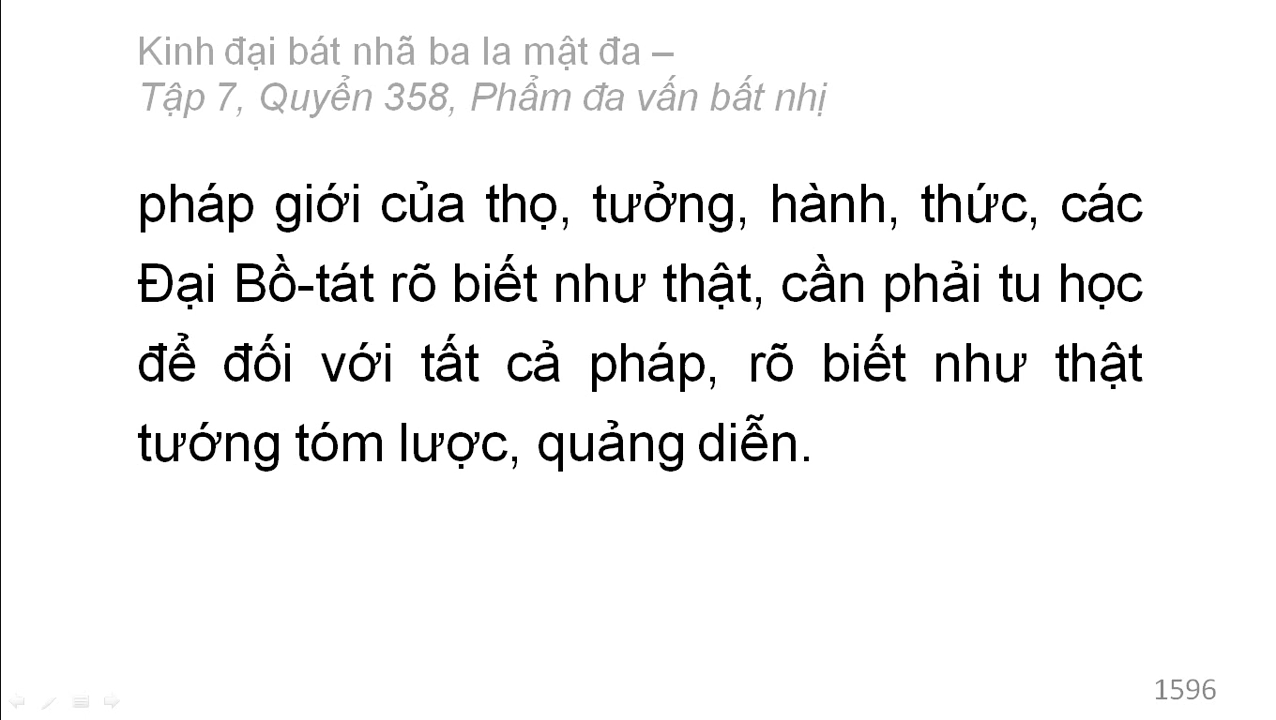 Kinh đại bát nhã ba la mật đa –
Tập 7, Quyển 358, Phẩm đa vấn bất nhị
pháp giới của thọ, tưởng, hành, thức, các
Đại Bồ-tát rõ biết như thật, cần phải tu học
để đối với tất cả pháp, rõ biết như thật
tướng tóm lược, quảng diễn.
1596